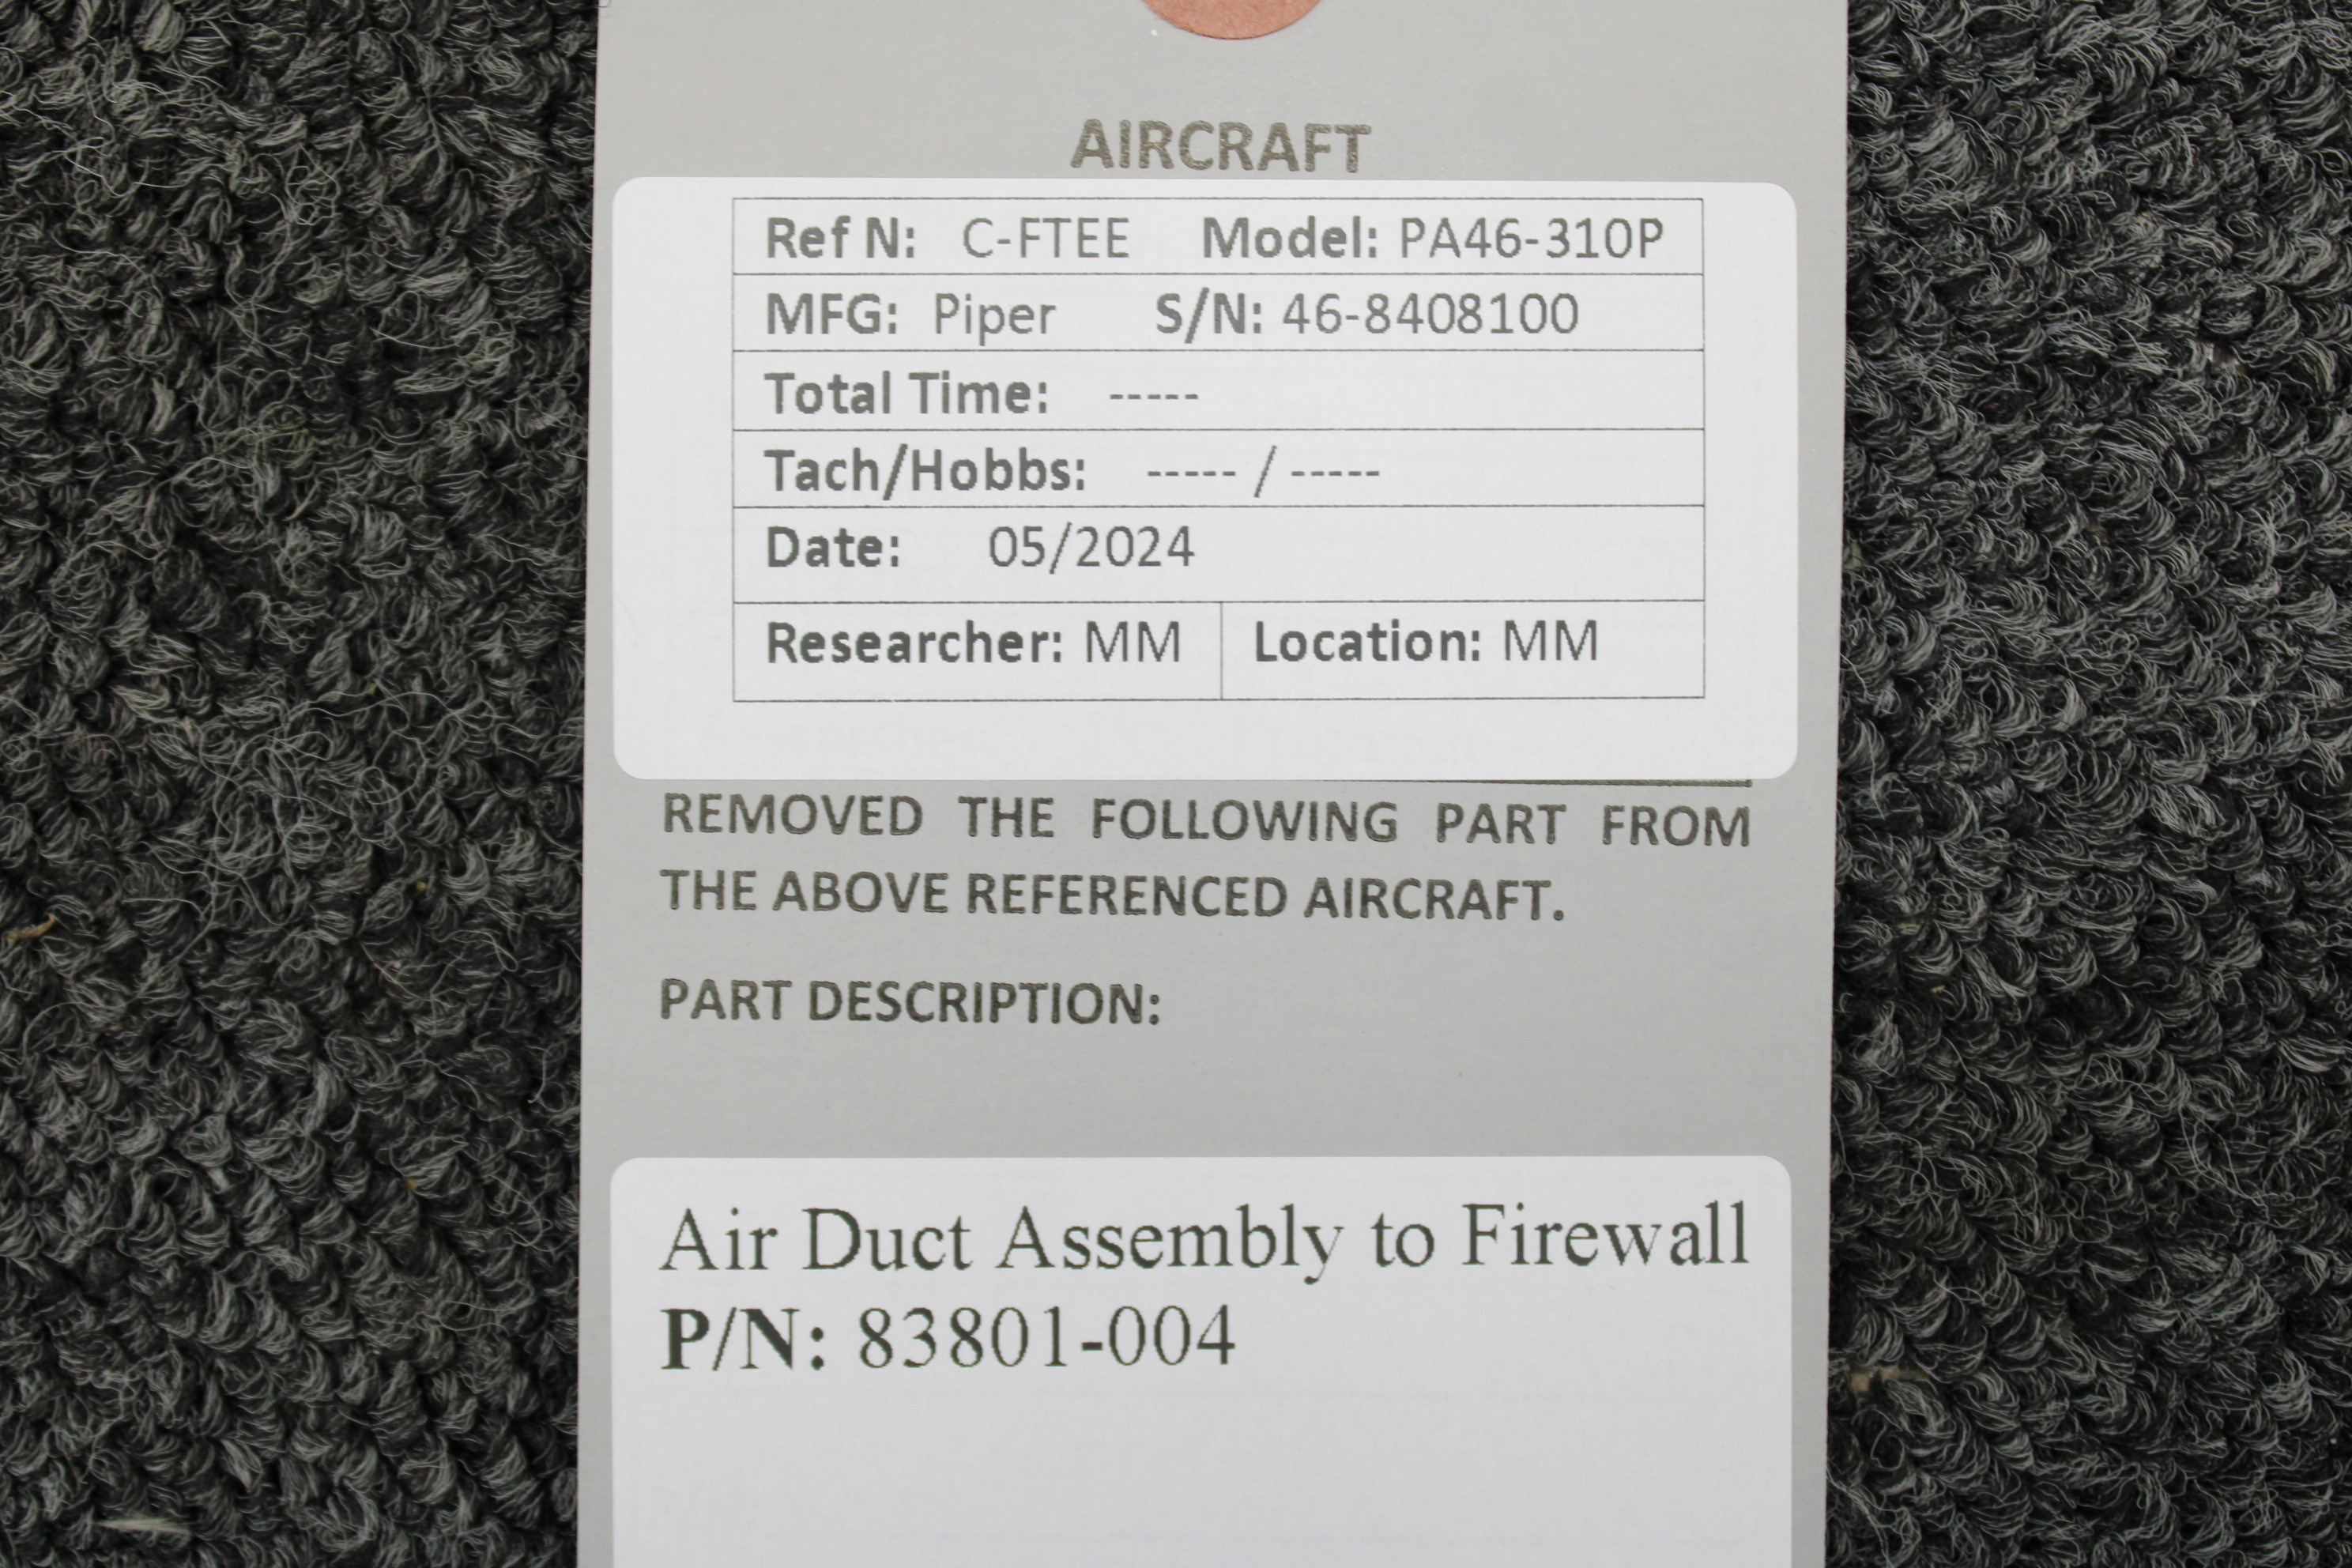 AIRCRAFT
Ref N: C-FTEE Model: PA46-310P
MFG: Piper S/N: 46-8408100
Total Time: -----
Tach/Hobbs: ----- / -----
Date: 05/2024
Researcher: MM Location: MM
REMOVED THE FOLLOWING PART FROM
THE ABOVE REFERENCED AIRCRAFT.
PART DESCRIPTION:
Air Duct Assembly to Firewall
P/N: 83801-004